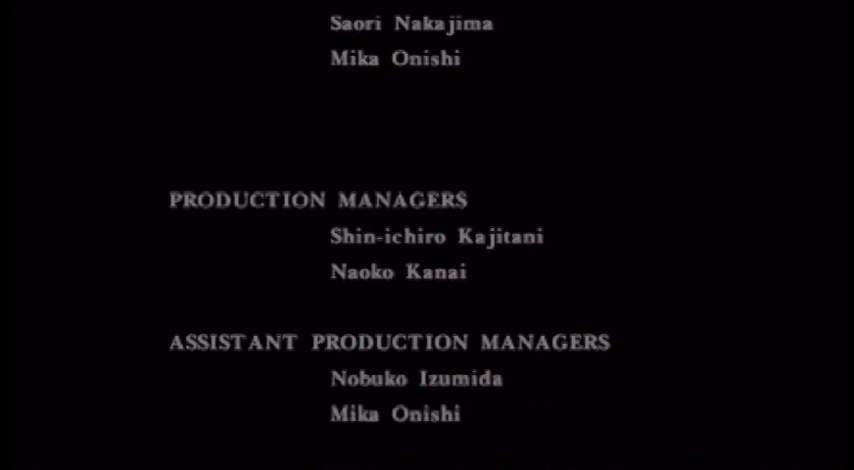 Saori Nakajima
Mika Onishi
PRODUCTION MANAGERS
Shin-ichiro Kajitani
Naoko Kanai
ASSISTANT PRODUCTION MANAGERS
Nobuko Izumida
Mika Onishi